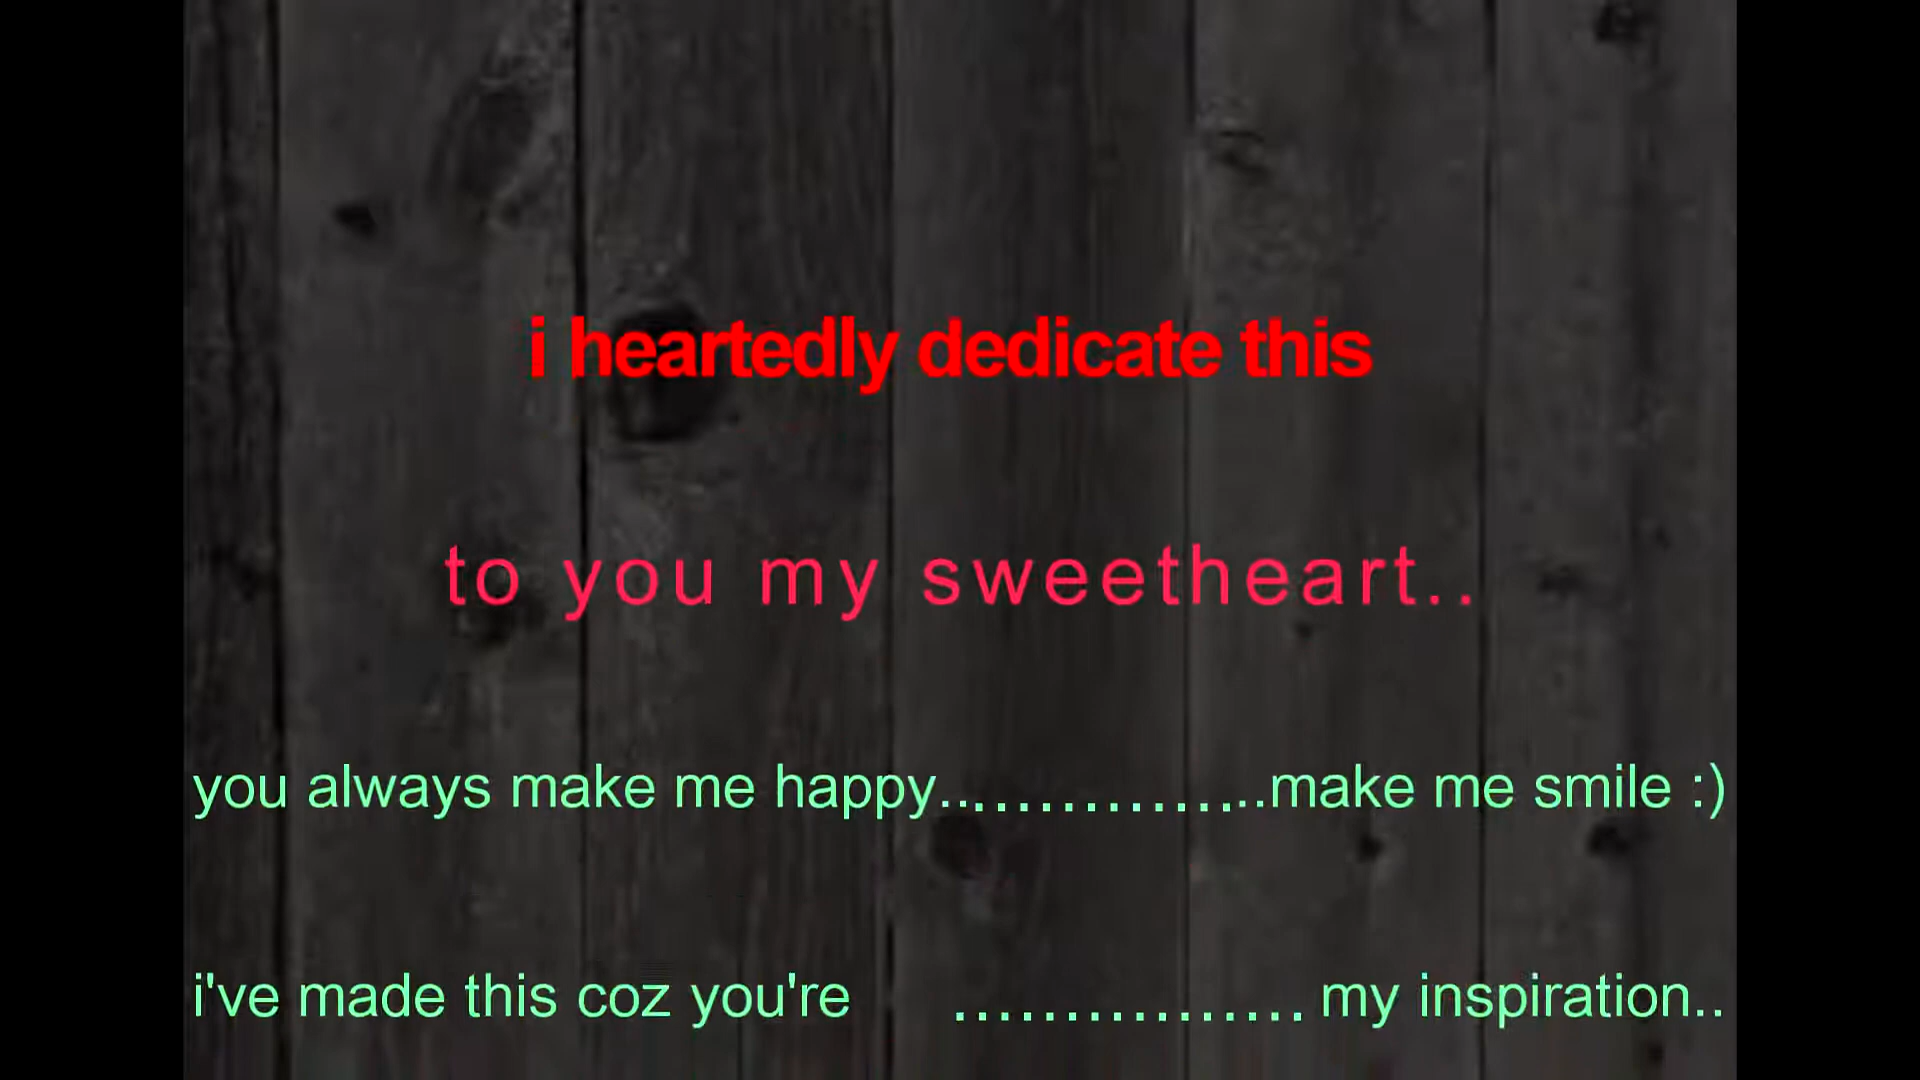 i heartedly dedicate this
to you my sweetheart..
you always make me happy.................make me smile :)
i've made this coz you're ................ my inspiration..